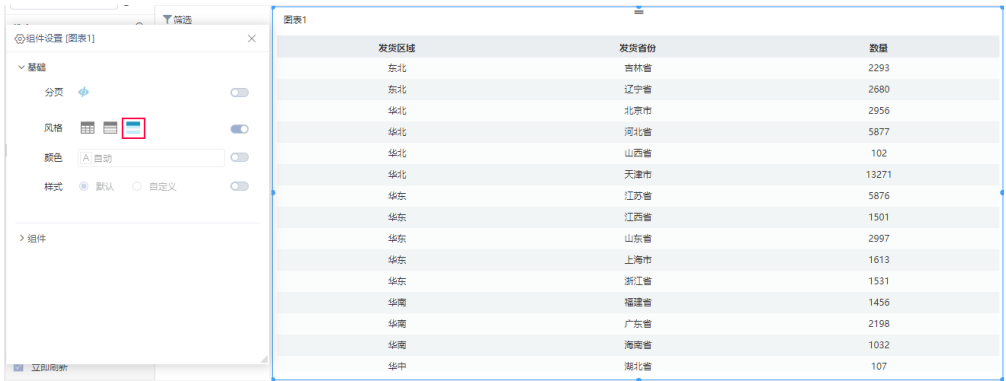 筛选
组件设置 [图表1]
基础
分页
风格
颜色 A 自动
样式 默认 自定义
组件
立即刷新
图表1
发货区域 发货省份 数量
东北 吉林省 2293
东北 辽宁省 2680
华北 北京市 2956
华北 河北省 5877
华北 山西省 102
华北 天津市 13271
华东 江苏省 5876
华东 江西省 1501
华东 山东省 2997
华东 上海市 1613
华东 浙江省 1531
华南 福建省 1456
华南 广东省 2198
华南 海南省 1032
华中 湖北省 107